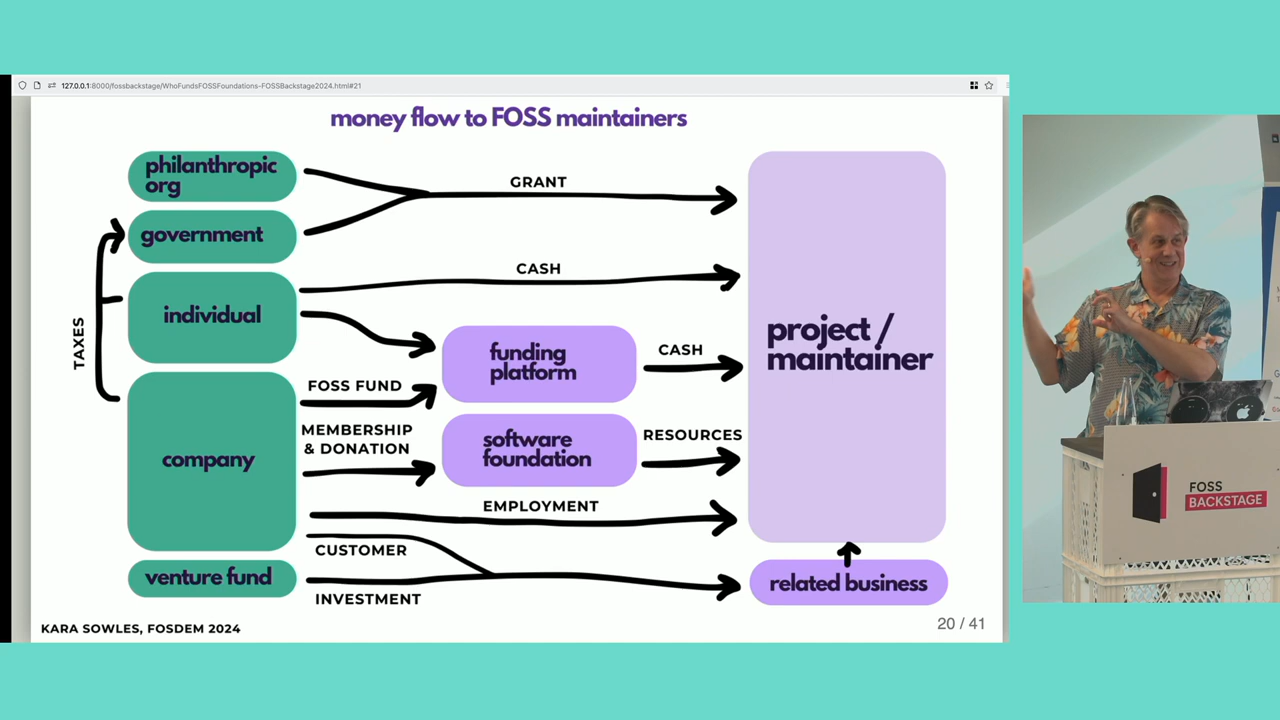 127.0.0.1:8000/fossbackstage/WhoFundsFOSSFoundations-FOSSBackstage2024.html#21
money flow to FOSS maintainers
philanthropic
org
government
individual
company
venture fund
TAXES
GRANT
CASH
FOSS FUND
MEMBERSHIP
& DONATION
EMPLOYMENT
CUSTOMER
INVESTMENT
funding
platform
software
foundation
CASH
RESOURCES
project /
maintainer
related business
KARA SOWLES, FOSDEM 2024
20 / 41
FOSS
BACKSTAGE